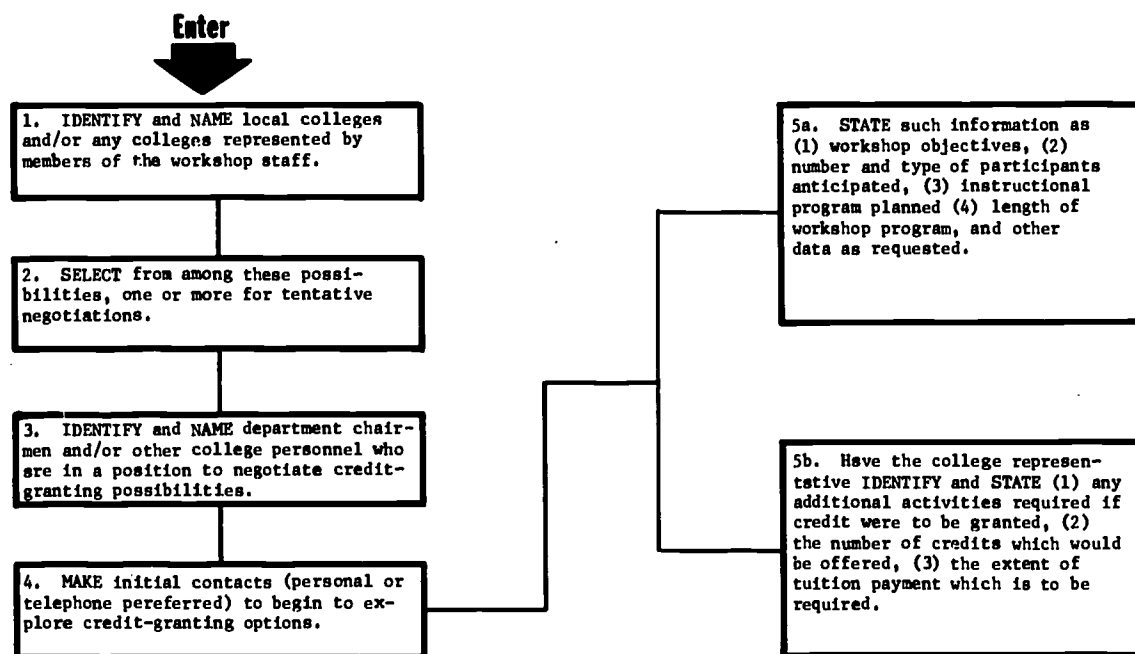 Enter
1. IDENTIFY and NAME local colleges
and/or any colleges represented by
members of the workshop staff.
2. SELECT from among these possi-
bilities, one or more for tentative
negotiations.
3. IDENTIFY and NAME department chair-
men and/or other college personnel who
are in a position to negotiate credit-
granting possibilities.
4. MAKE initial contacts (personal or
telephone pereferred) to begin to ex-
plore credit-granting options.
5a. STATE such information as
(1) workshop objectives, (2)
number and type of participants
anticipated, (3) instructional
program planned (4) length of
workshop program, and other
data as requested.
5b. Have the college represen-
tative IDENTIFY and STATE (1) any
additional activities required if
credit were to be granted, (2)
the number of credits which would
be offered, (3) the extent of
tuition payment which is to be
required.